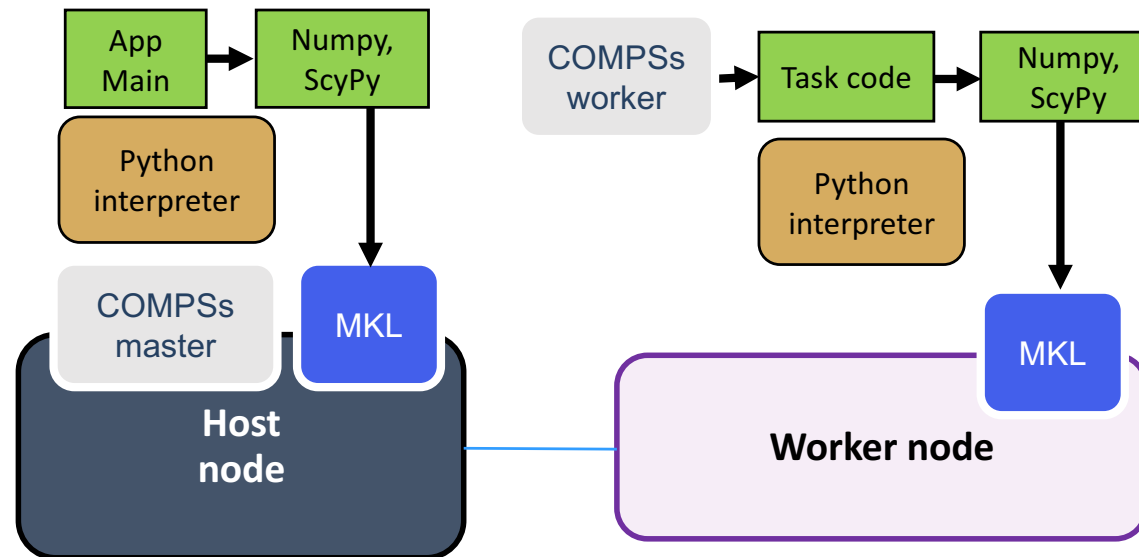 App
Main
Numpy,
ScyPy
Python
interpreter
COMPSs
master
MKL
Host
node
COMPSs
worker
Task code
Numpy,
ScyPy
Python
interpreter
MKL
Worker node